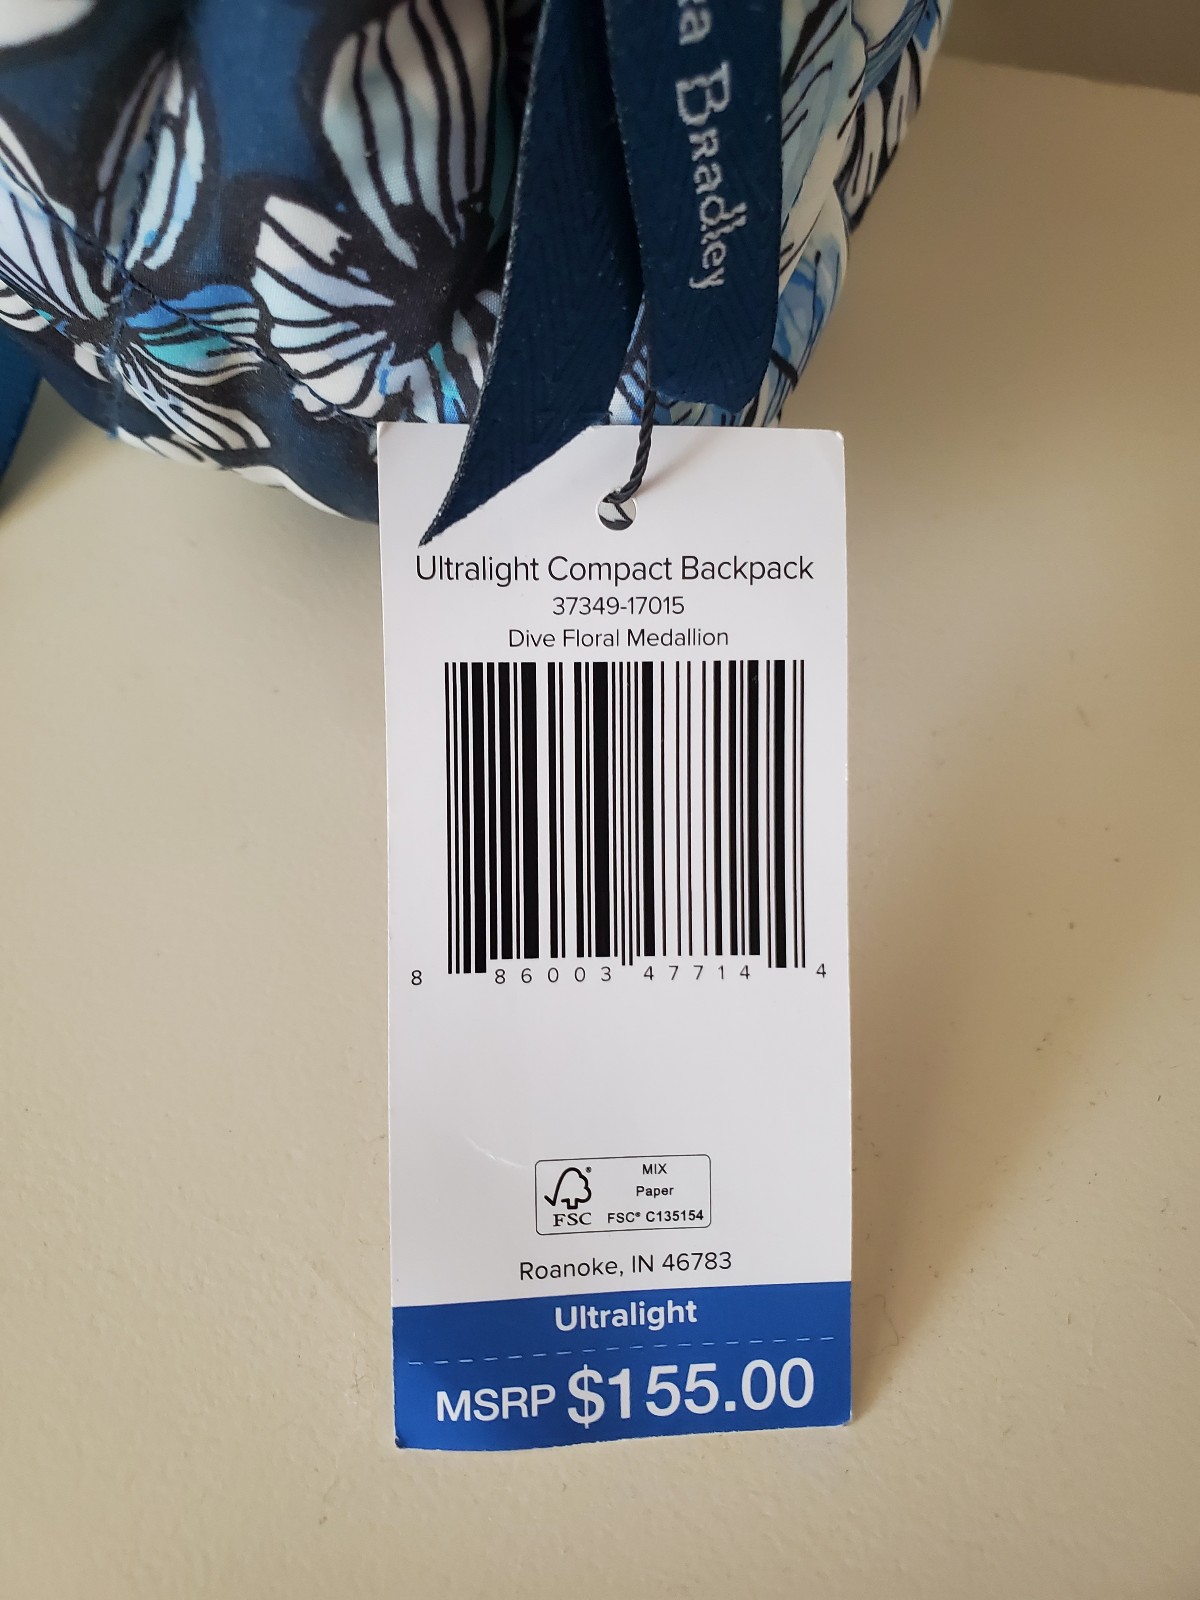 Bradley
Ultralight Compact Backpack
37349-17015
Dive Floral Medallion
8 86003 47714 4
MIX
Paper
FSC® C135154
FSC
Roanoke, IN 46783
Ultralight
MSRP $155.00